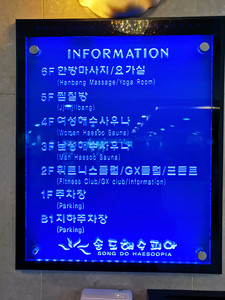 INFORMATION
6F 한방마사지/요가실
(Hanbang Massage/Yoga Room)
5F 찜질방
(Jjimjilbang)
4F 여성해수사우나
(Women Haesoo Sauna)
3F 남성해수사우나
(Man Haesoo Sauna)
2F 휘트니스클럽/GX클럽/프론트
(Fitness Club/GX club/Information)
1F 주차장
(Parking)
B1 지하주차장
(Parking)
송도해수피아
SONG DO HAESOOPIA